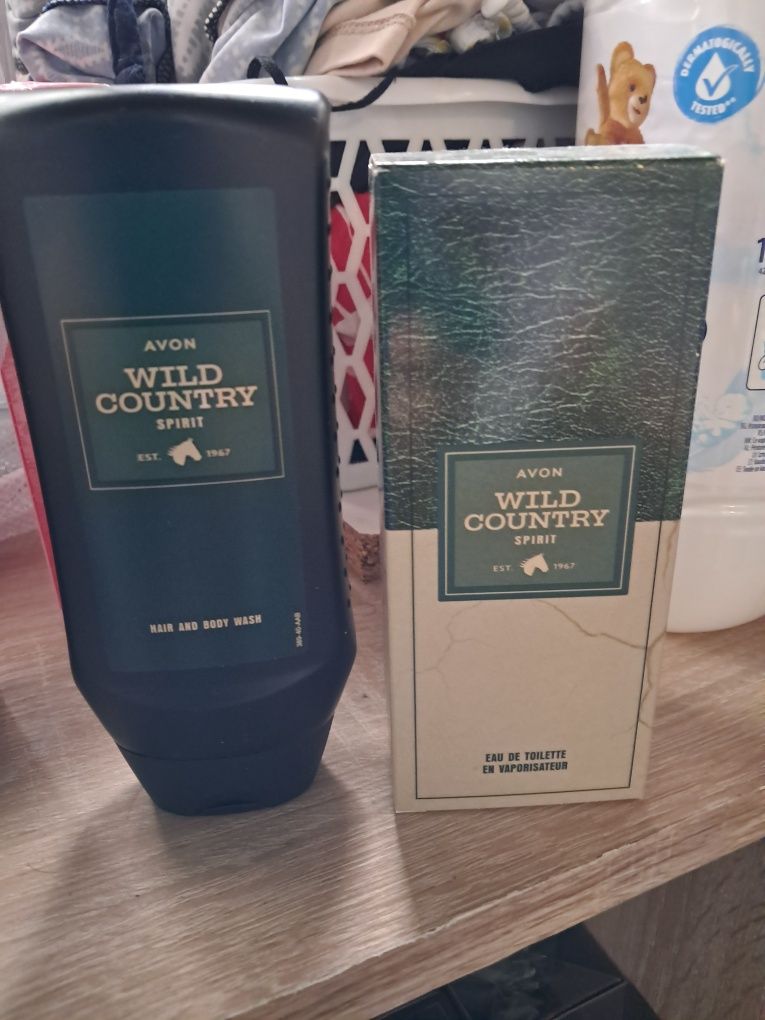 AVON
WILD
COUNTRY
SPIRIT
EST. 1967
HAIR AND BODY WASH
AVON
WILD
COUNTRY
SPIRIT
EST. 1967
EAU DE TOILETTE
EN VAPORISATEUR
DERMATOLOGICALLY
TESTED**